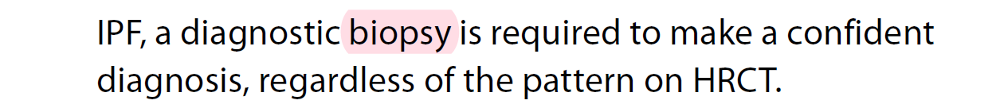 IPF, a diagnostic biopsy is required to make a confident
diagnosis, regardless of the pattern on HRCT.